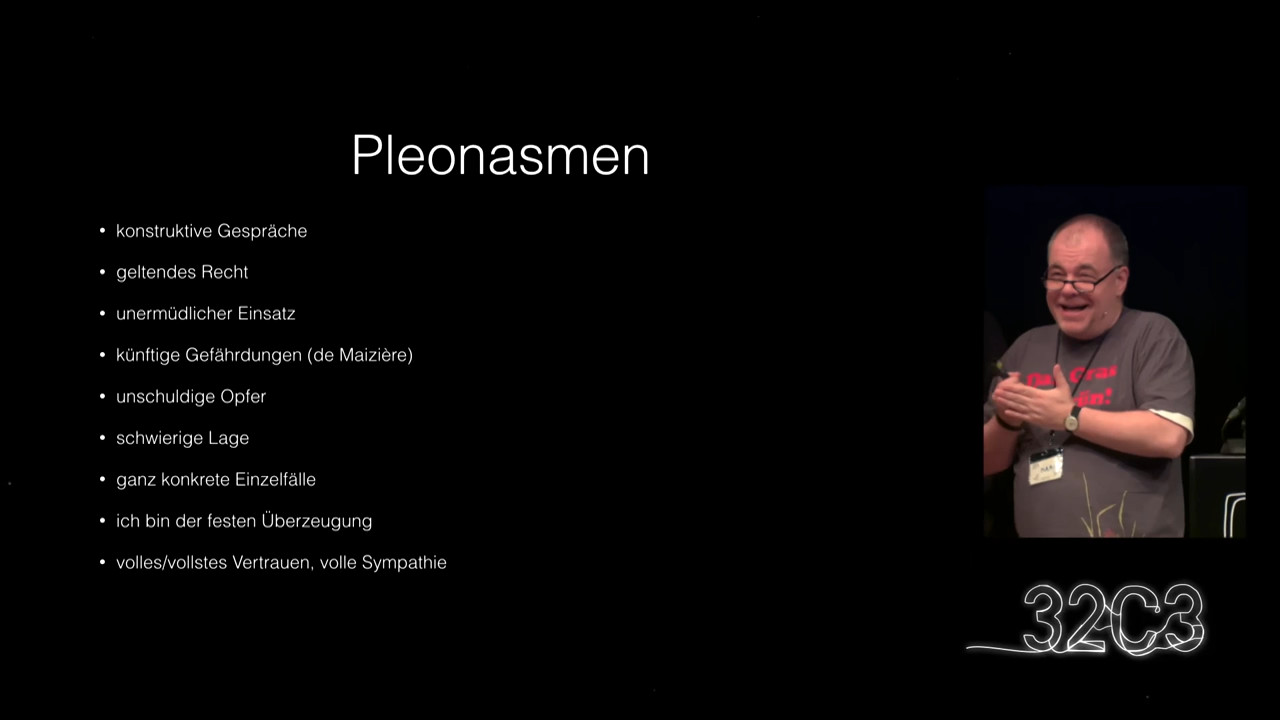 Pleonasmen
• konstruktive Gespräche
• geltendes Recht
• unermüdlicher Einsatz
• künftige Gefährdungen (de Maizière)
• unschuldige Opfer
• schwierige Lage
• ganz konkrete Einzelfälle
• ich bin der festen Überzeugung
• volles/vollstes Vertrauen, volle Sympathie
Gras
32C3